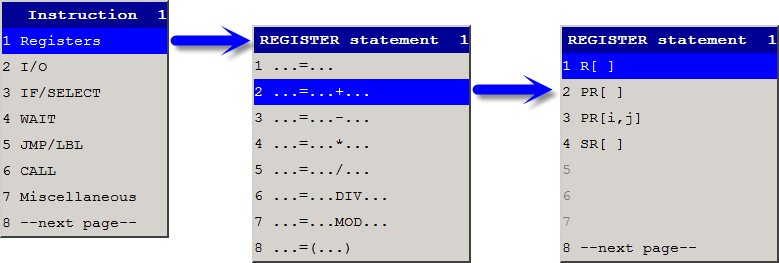 Instruction 1
1 Registers
2 I/O
3 IF/SELECT
4 WAIT
5 JMP/LBL
6 CALL
7 Miscellaneous
8 --next page--
REGISTER statement 1
1 ...=...
2 ...=...+...
3 ...=...-...
4 ...=...*...
5 ...=.../...
6 ...=...DIV...
7 ...=...MOD...
8 ...=(...)
REGISTER statement 1
1 R[ ]
2 PR[ ]
3 PR[i,j]
4 SR[ ]
5
6
7
8 --next page--